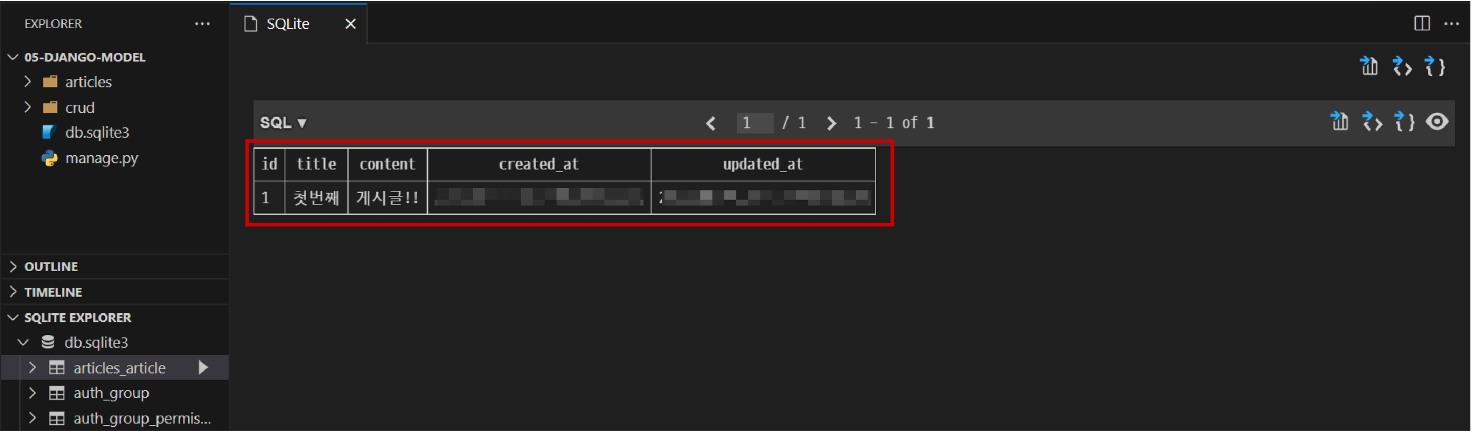 EXPLORER ...
05-DJANGO-MODEL
articles
crud
db.sqlite3
manage.py
OUTLINE
TIMELINE
SQLITE EXPLORER
db.sqlite3
articles_article
auth_group
auth_group_permis...
SQLite
SQL ▼ < 1 / 1 > 1 - 1 of 1
id title content created_at updated_at
1 첫번째 게시글!!